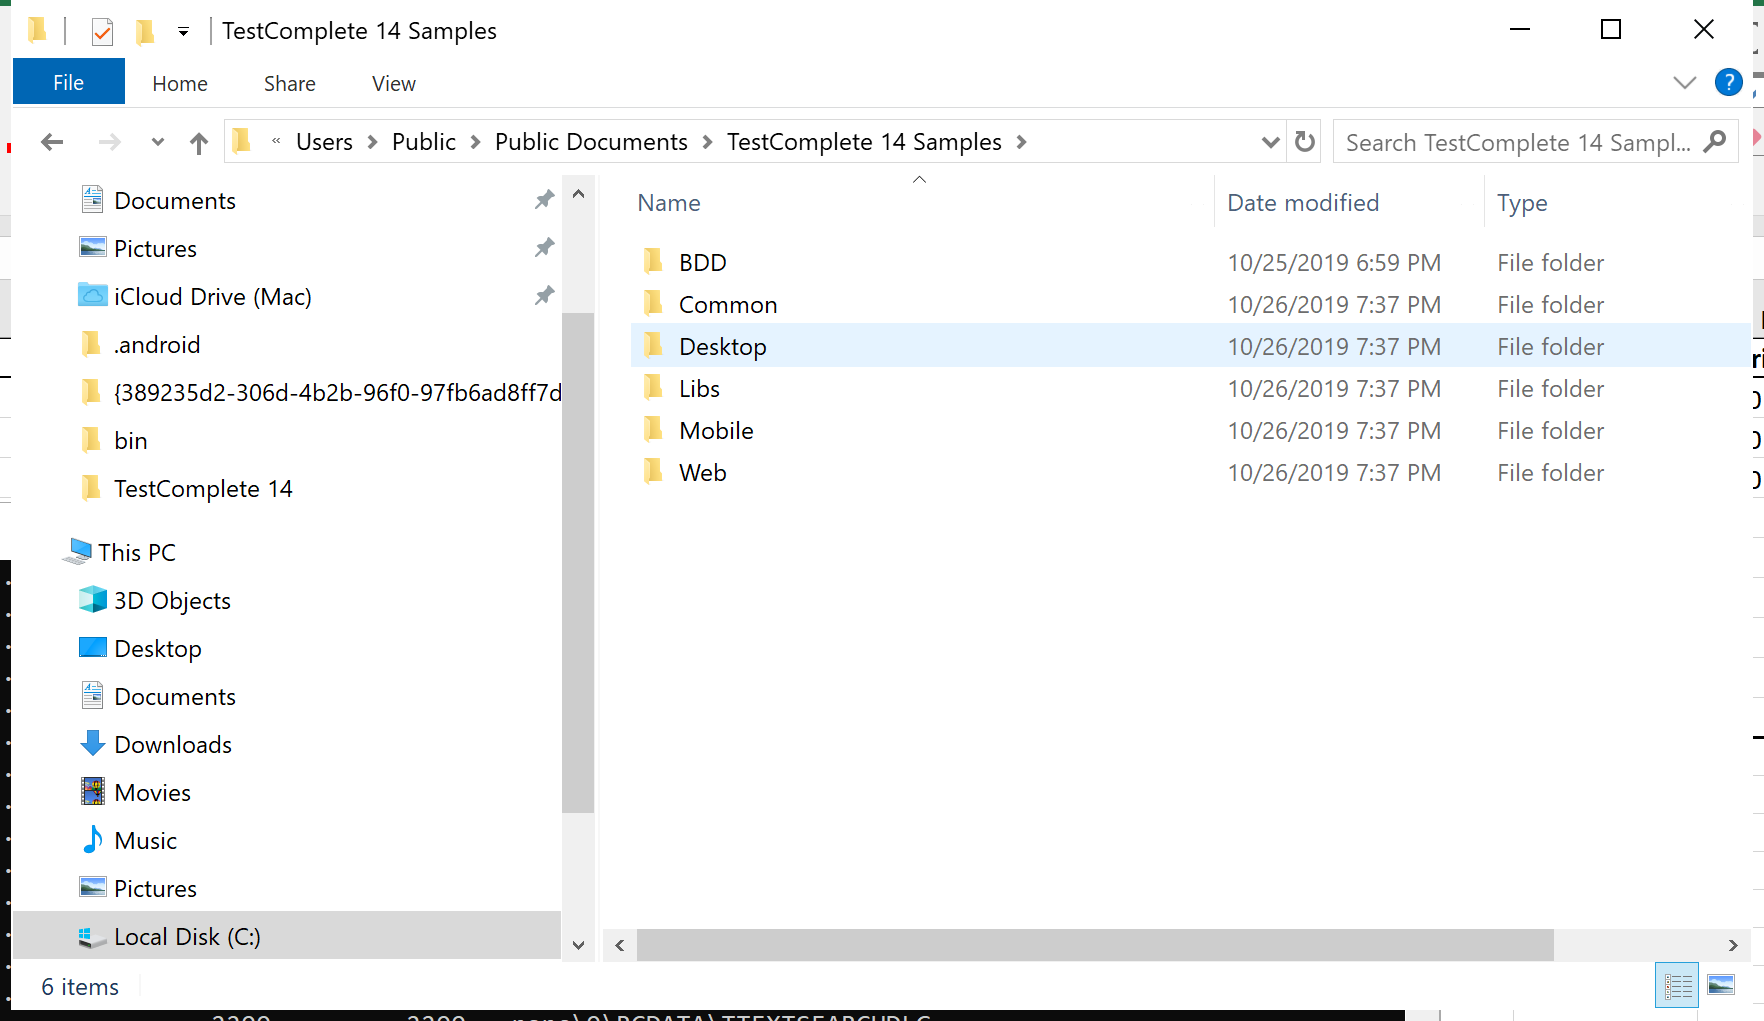 TestComplete 14 Samples
File Home Share View
?
« Users > Public > Public Documents > TestComplete 14 Samples >
Search TestComplete 14 Sampl...
Documents
Pictures
iCloud Drive (Mac)
.android
{389235d2-306d-4b2b-96f0-97fb6ad8ff7d
bin
TestComplete 14
This PC
3D Objects
Desktop
Documents
Downloads
Movies
Music
Pictures
Local Disk (C:)
Name Date modified Type
BDD 10/25/2019 6:59 PM File folder
Common 10/26/2019 7:37 PM File folder
Desktop 10/26/2019 7:37 PM File folder
Libs 10/26/2019 7:37 PM File folder
Mobile 10/26/2019 7:37 PM File folder
Web 10/26/2019 7:37 PM File folder
6 items